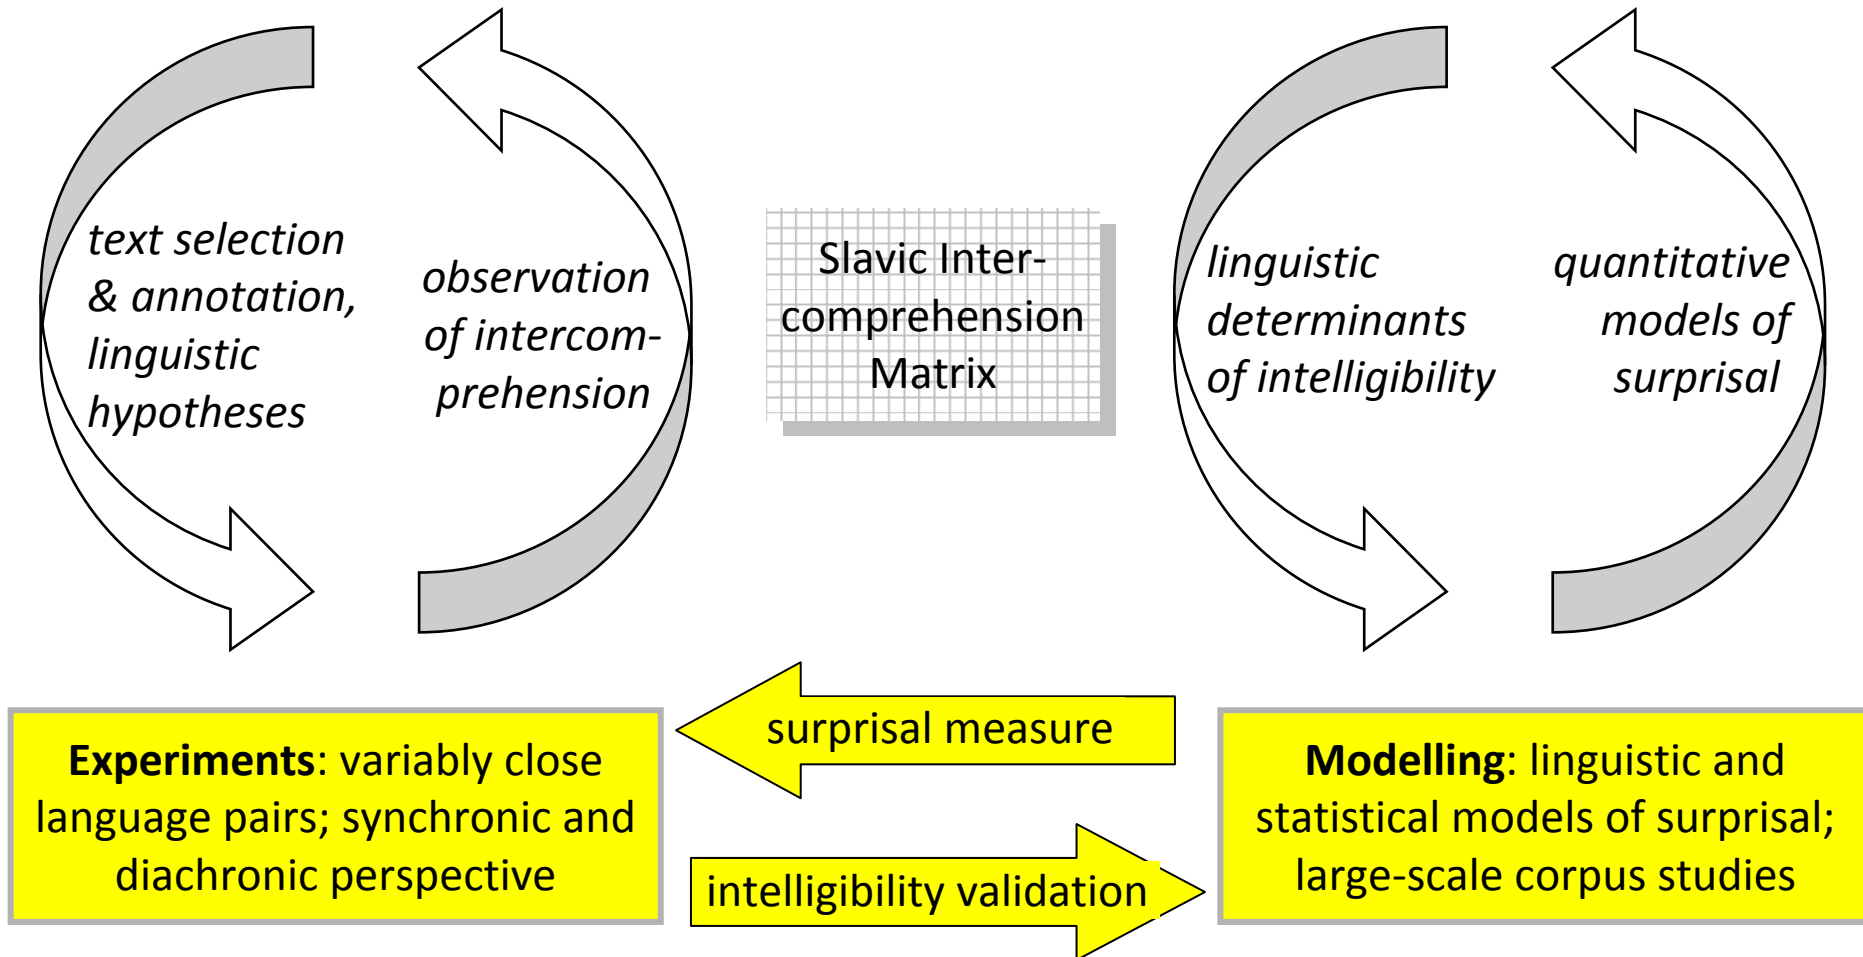 text selection
& annotation,
linguistic
hypotheses
observation
of intercom-
prehension
Slavic Inter-
comprehension
Matrix
linguistic
determinants
of intelligibility
quantitative
models of
surprisal
surprisal measure
Experiments: variably close
language pairs; synchronic and
diachronic perspective
intelligibility validation
Modelling: linguistic and
statistical models of surprisal;
large-scale corpus studies